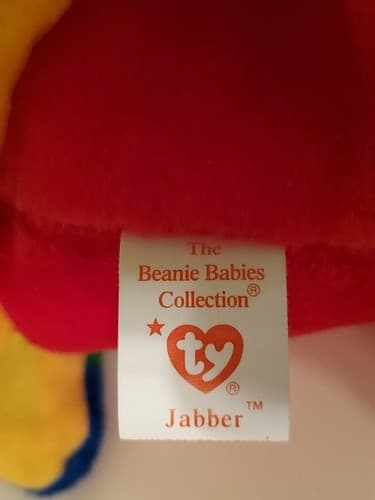 The
Beanie Babies
Collection®
ty®
Jabber™